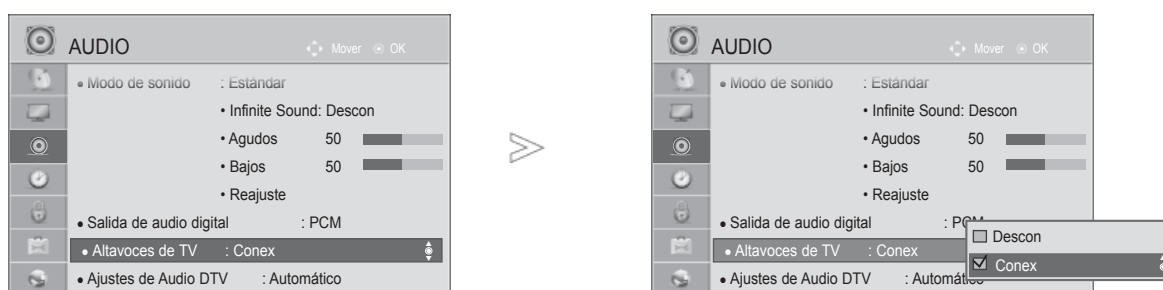 AUDIO
Mover OK
• Modo de sonido : Estándar
• Infinite Sound: Descon
• Agudos 50
• Bajos 50
• Reajuste
• Salida de audio digital : PCM
• Altavoces de TV : Conex
• Ajustes de Audio DTV : Automático
AUDIO
Mover OK
• Modo de sonido : Estándar
• Infinite Sound: Descon
• Agudos 50
• Bajos 50
• Reajuste
• Salida de audio digital : PCM
• Altavoces de TV : Conex
• Ajustes de Audio DTV : Automático
Descon
Conex